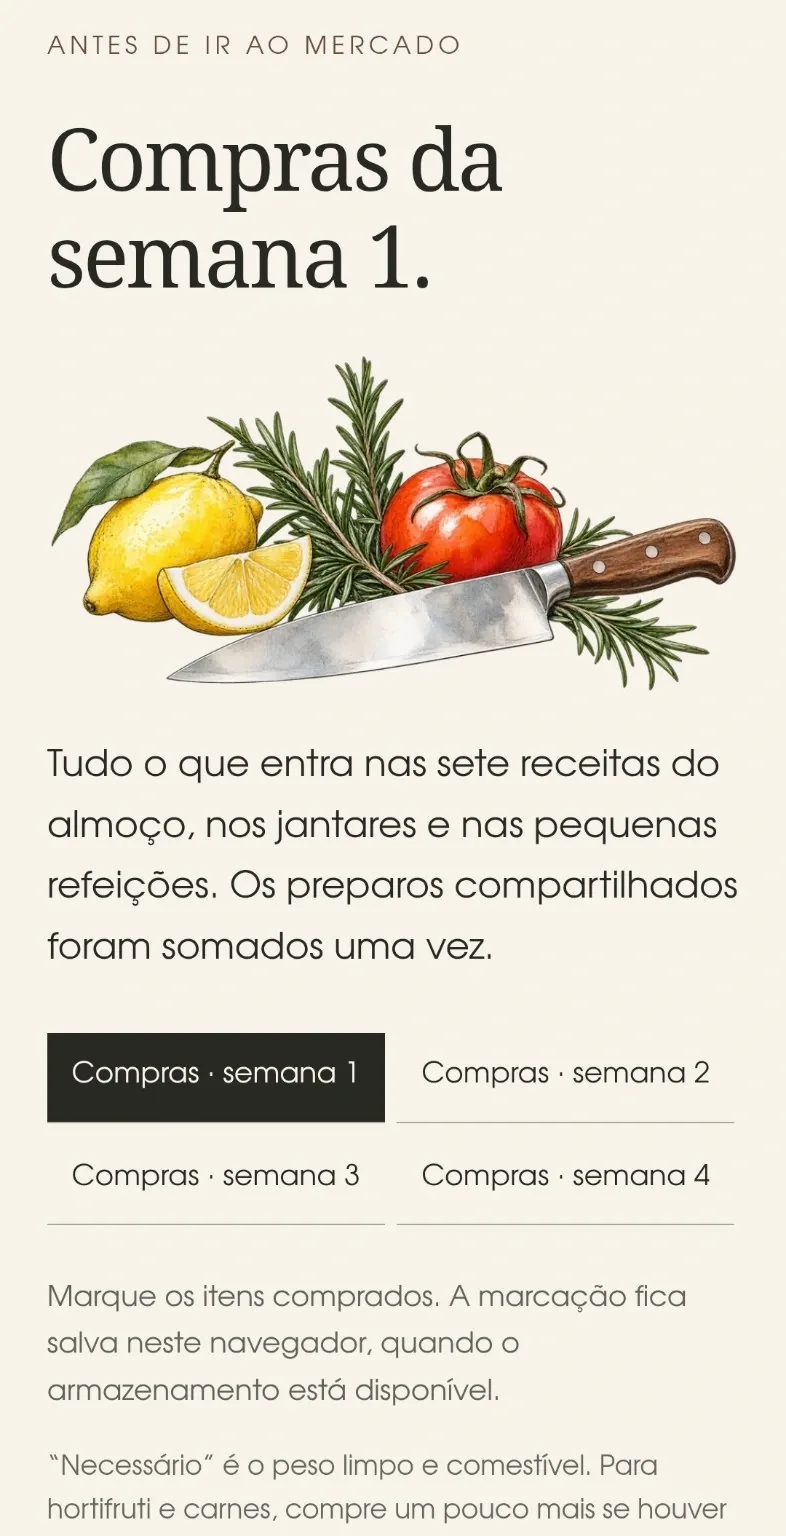 ANTES DE IR AO MERCADO
Compras da
semana 1.
Tudo o que entra nas sete receitas do
almoço, nos jantares e nas pequenas
refeições. Os preparos compartilhados
foram somados uma vez.
Compras · semana 1
Compras · semana 2
Compras · semana 3
Compras · semana 4
Marque os itens comprados. A marcação fica
salva neste navegador, quando o
armazenamento está disponível.
“Necessário” é o peso limpo e comestível. Para
hortifruti e carnes, compre um pouco mais se houver